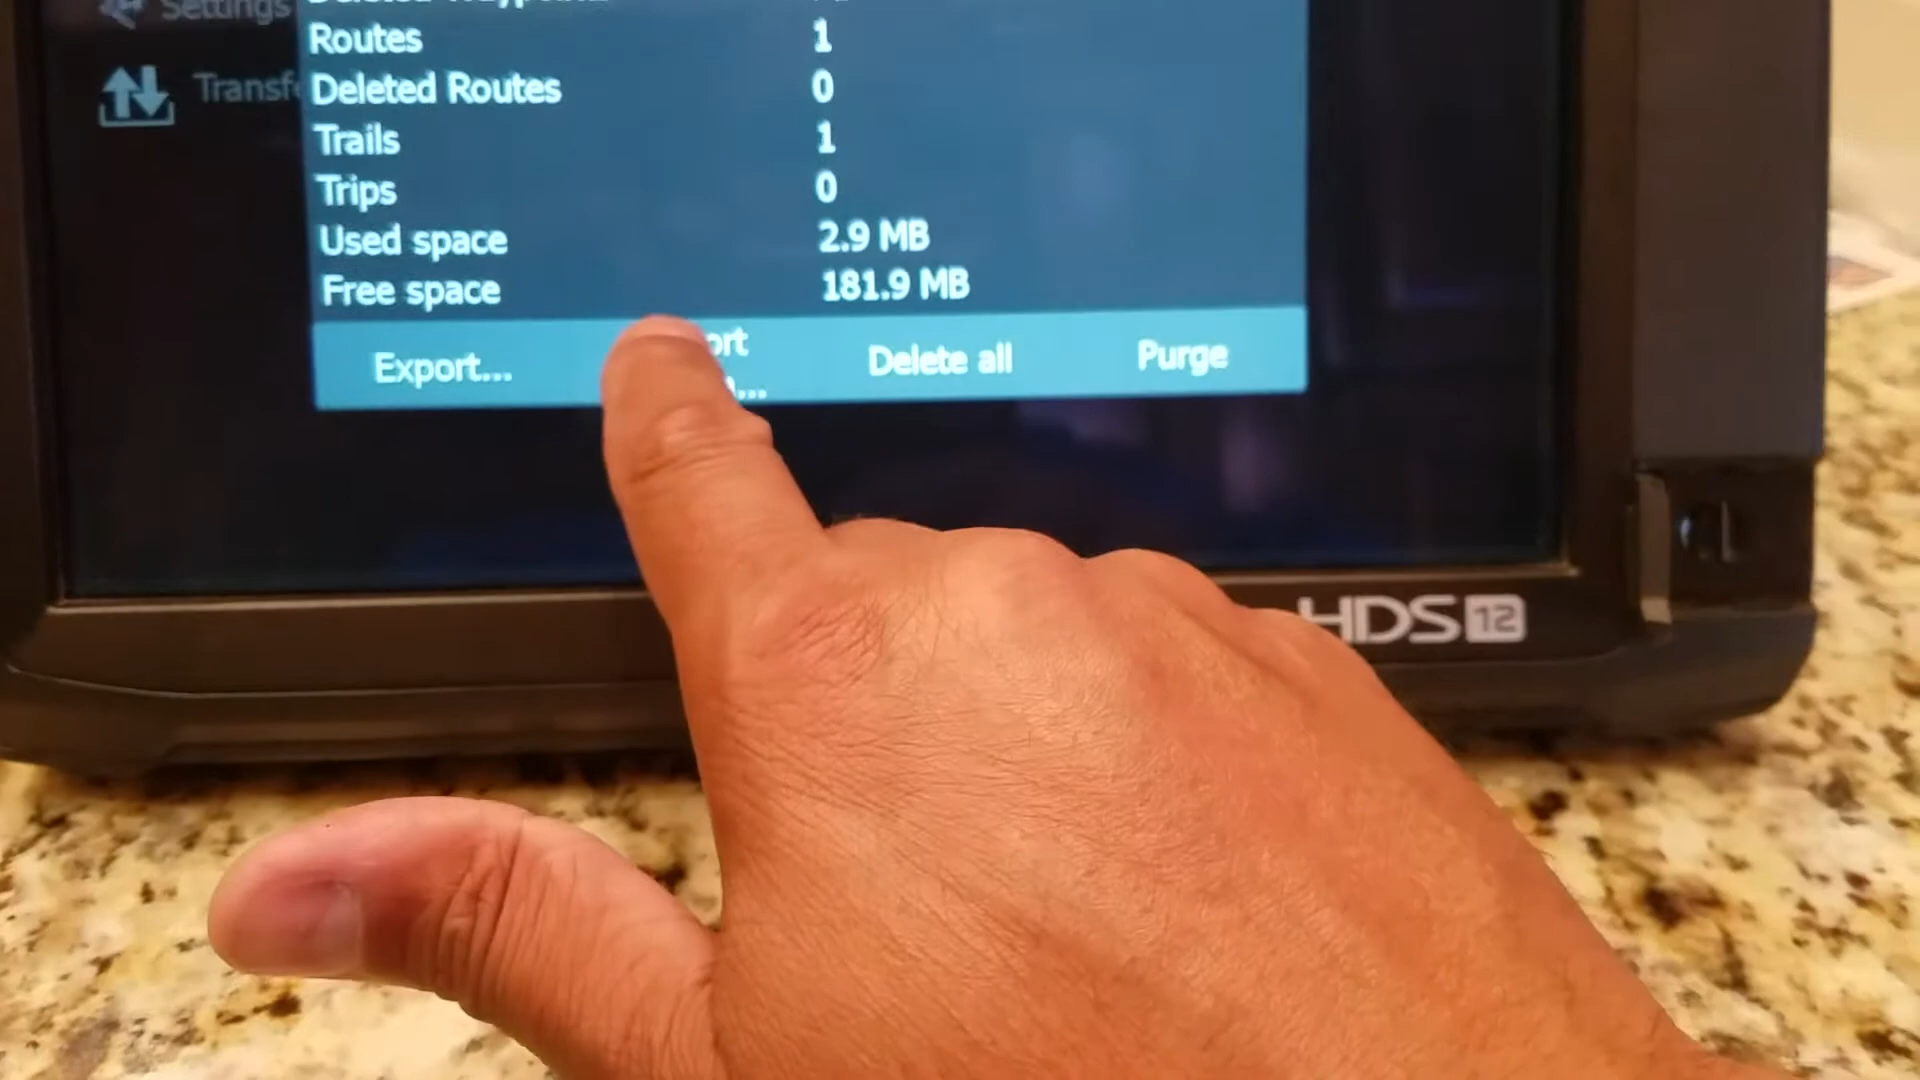 Settings
Routes 1
Deleted Routes 0
Trails 1
Trips 0
Used space 2.9 MB
Free space 181.9 MB
Export...
Delete all
Purge
HDS 12